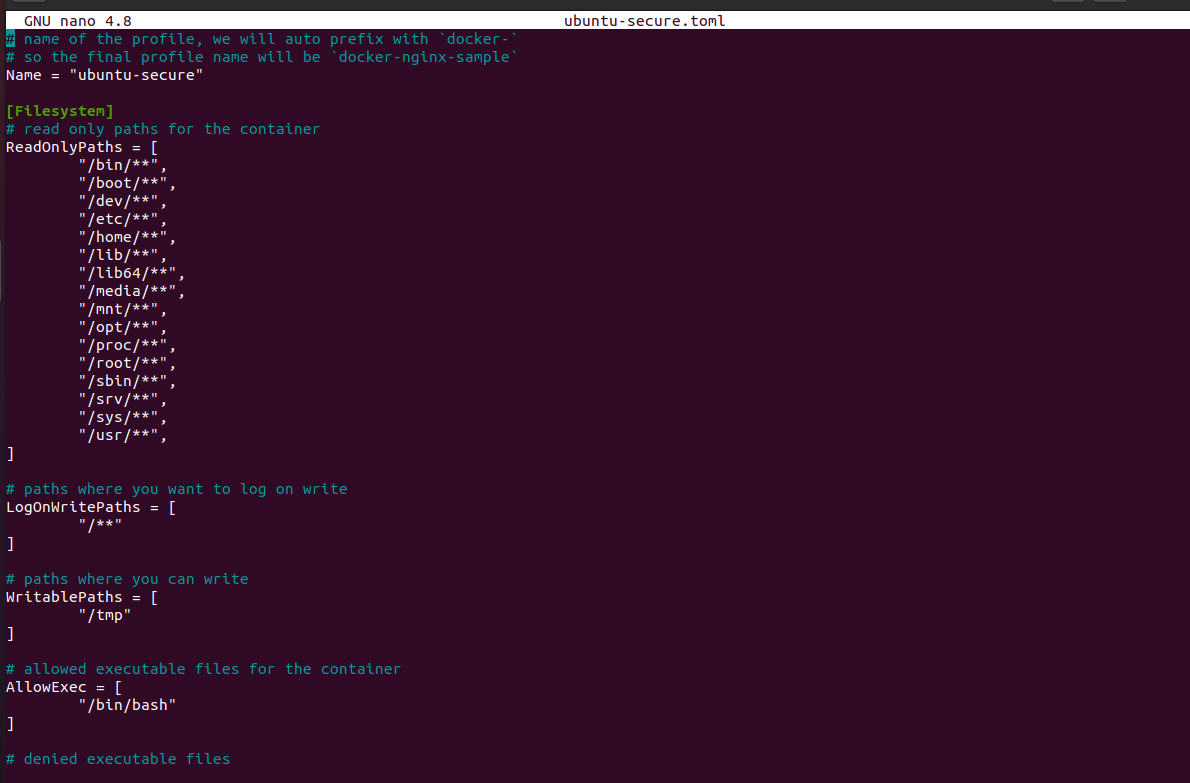 GNU nano 4.8 ubuntu-secure.toml
# name of the profile, we will auto prefix with `docker-`
# so the final profile name will be `docker-nginx-sample`
Name = "ubuntu-secure"
[Filesystem]
# read only paths for the container
ReadOnlyPaths = [
"/bin/**",
"/boot/**",
"/dev/**",
"/etc/**",
"/home/**",
"/lib/**",
"/lib64/**",
"/media/**",
"/mnt/**",
"/opt/**",
"/proc/**",
"/root/**",
"/sbin/**",
"/srv/**",
"/sys/**",
"/usr/**",
]
# paths where you want to log on write
LogOnWritePaths = [
"/**"
]
# paths where you can write
WritablePaths = [
"/tmp"
]
# allowed executable files for the container
AllowExec = [
"/bin/bash"
]
# denied executable files